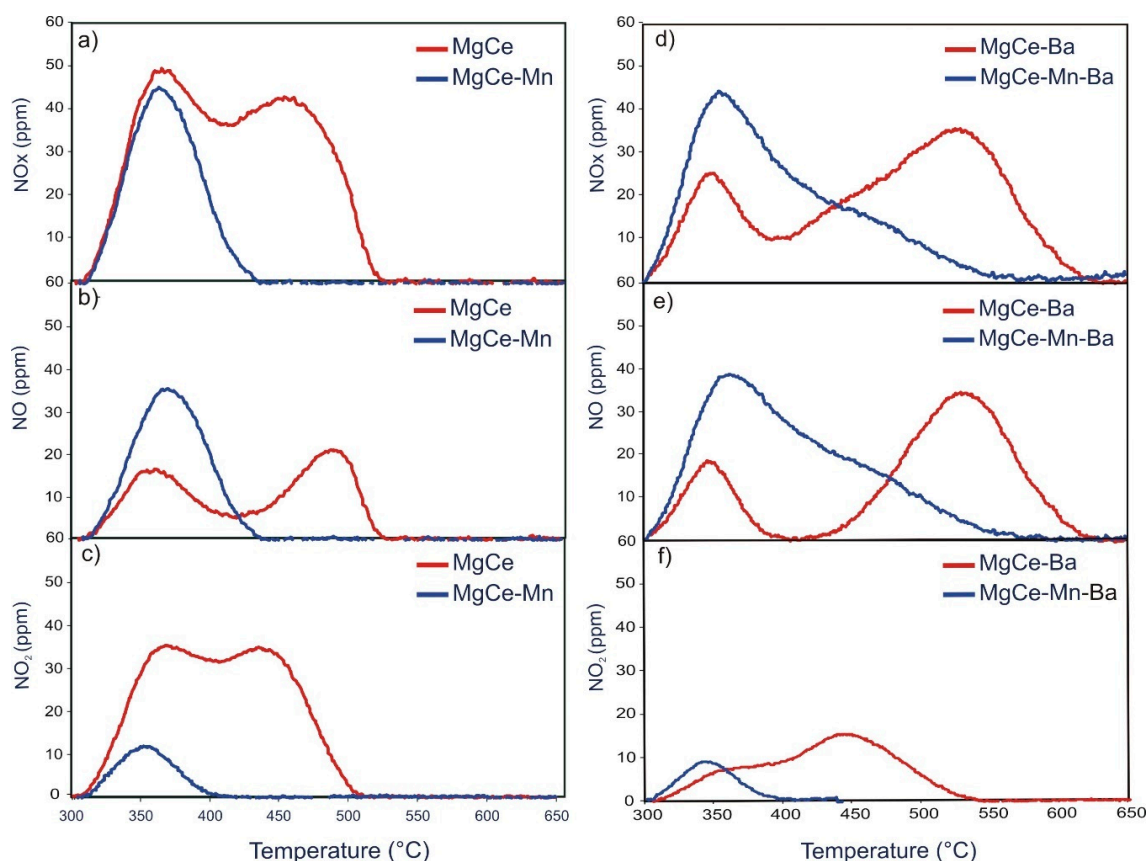 a)
MgCe
MgCe-Mn
NOx (ppm)
60
50
40
30
20
10
b)
MgCe
MgCe-Mn
NO (ppm)
60
50
40
30
20
10
c)
MgCe
MgCe-Mn
NO₂ (ppm)
60
50
40
30
20
10
0
300 350 400 450 500 550 600 650
Temperature (°C)
d)
MgCe-Ba
MgCe-Mn-Ba
NOx (ppm)
60
50
40
30
20
10
e)
MgCe-Ba
MgCe-Mn-Ba
NO (ppm)
60
50
40
30
20
10
f)
MgCe-Ba
MgCe-Mn-Ba
NO₂ (ppm)
60
50
40
30
20
10
0
300 350 400 450 500 550 600 650
Temperature (°C)